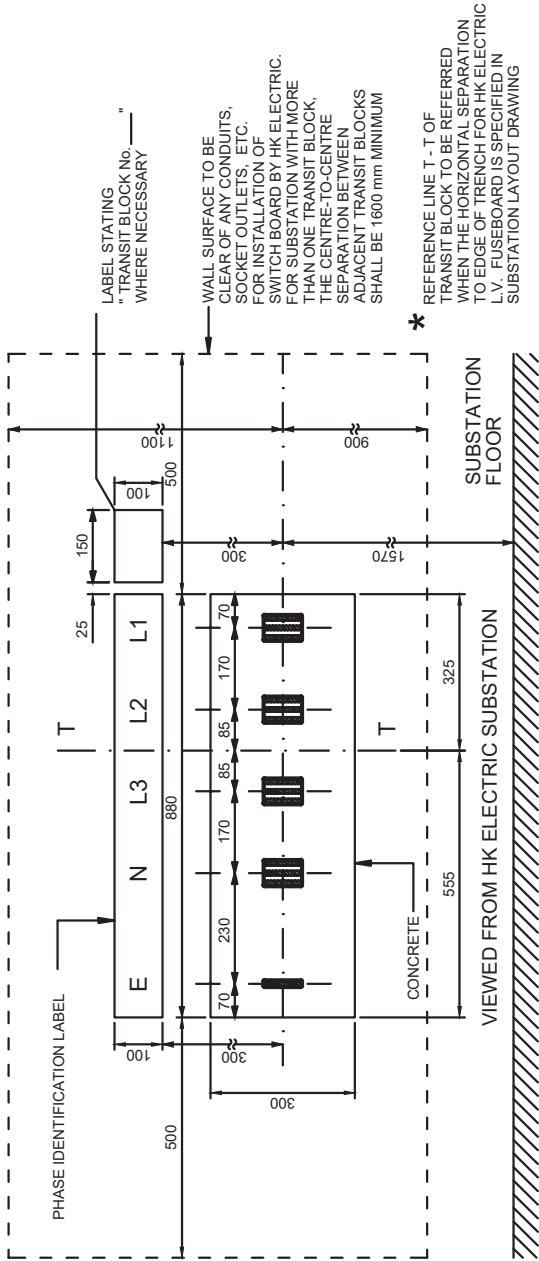 LABEL STATING
" TRANSIT BLOCK No. ____ "
WHERE NECESSARY
WALL SURFACE TO BE
CLEAR OF ANY CONDUITS,
SOCKET OUTLETS, ETC.
FOR INSTALLATION OF
SWITCH BOARD BY HK ELECTRIC.
FOR SUBSTATION WITH MORE
THAN ONE TRANSIT BLOCK,
THE CENTRE-TO-CENTRE
SEPARATION BETWEEN
ADJACENT TRANSIT BLOCKS
SHALL BE 1600 mm MINIMUM
* REFERENCE LINE T - T OF
TRANSIT BLOCK TO BE REFERRED
WHEN THE HORIZONTAL SEPARATION
TO EDGE OF TRENCH FOR HK ELECTRIC
L.V. FUSEBOARD IS SPECIFIED IN
SUBSTATION LAYOUT DRAWING
PHASE IDENTIFICATION LABEL
E N L3 L2 L1
T
T
25
150
100
100
500
880
500
1100
900
300
300
300
1570
70
230
170
85
85
170
70
CONCRETE
555
325
VIEWED FROM HK ELECTRIC SUBSTATION
SUBSTATION
FLOOR